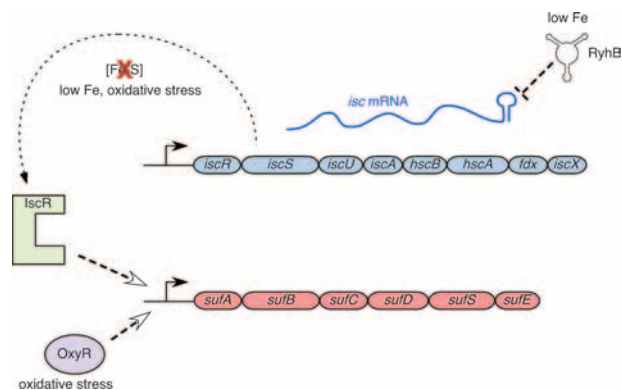 low Fe
RyhB
[Fe-S]
low Fe, oxidative stress
isc mRNA
iscR iscS iscU iscA hscB hscA fdx iscX
IscR
sufA sufB sufC sufD sufS sufE
OxyR
oxidative stress